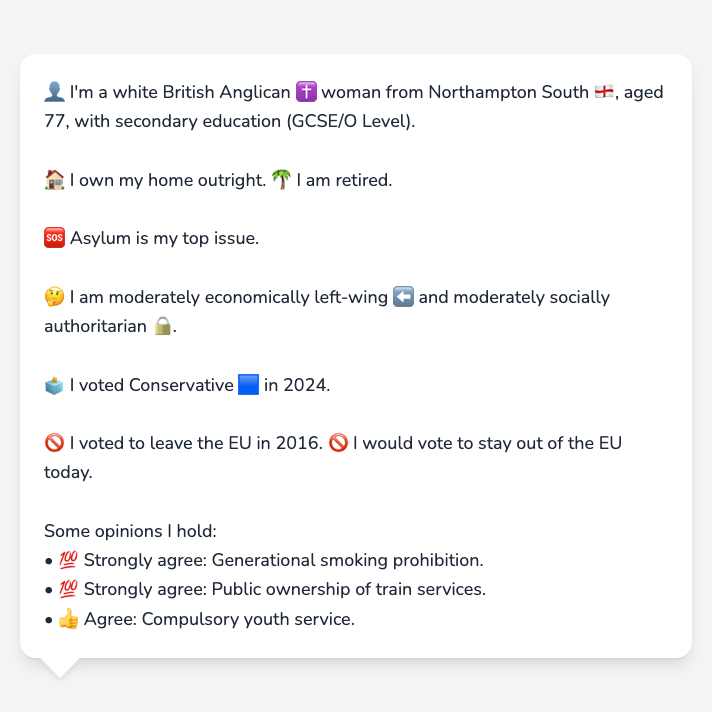 👤 I'm a white British Anglican ✝️ woman from Northampton South 🏴󠁧󠁢󠁥󠁮󠁧󠁿, aged
77, with secondary education (GCSE/O Level).
🏠 I own my home outright. 🌴 I am retired.
🆘 Asylum is my top issue.
🤔 I am moderately economically left-wing ⬅️ and moderately socially
authoritarian 🔒.
🗳️ I voted Conservative 🟦 in 2024.
🚫 I voted to leave the EU in 2016. 🚫 I would vote to stay out of the EU
today.
Some opinions I hold:
• 💯 Strongly agree: Generational smoking prohibition.
• 💯 Strongly agree: Public ownership of train services.
• 👍 Agree: Compulsory youth service.